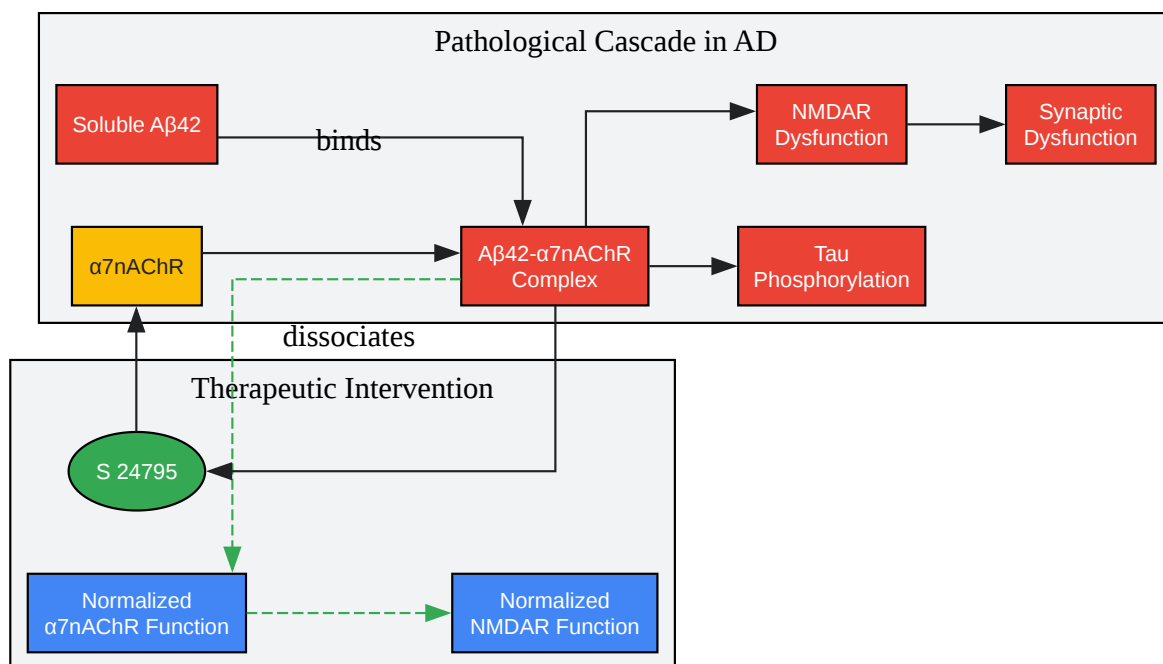 Pathological Cascade in AD
Soluble Aβ42
binds
NMDAR
Dysfunction
Synaptic
Dysfunction
α7nAChR
Aβ42-α7nAChR
Complex
Tau
Phosphorylation
dissociates
Therapeutic Intervention
S 24795
Normalized
α7nAChR Function
Normalized
NMDAR Function